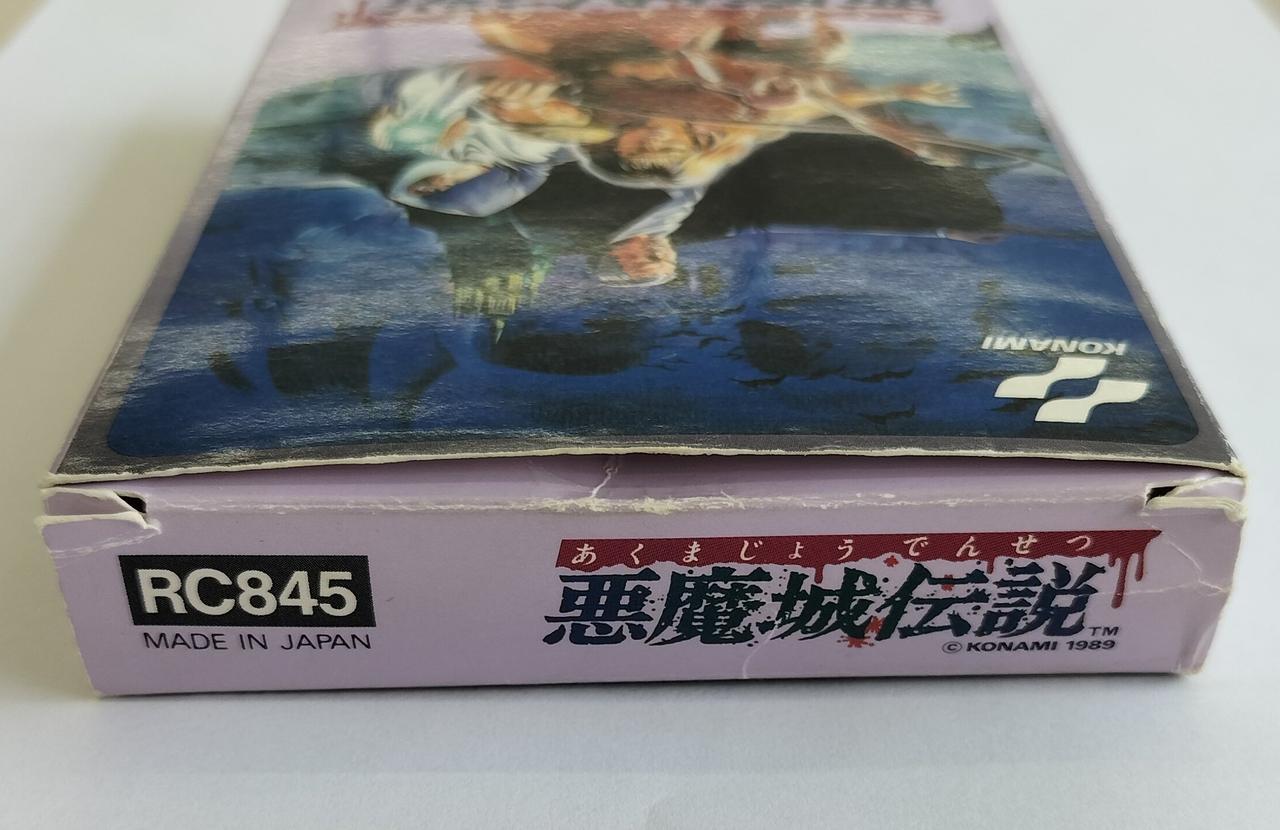 KONAMI
RC845
MADE IN JAPAN
あくまじょうでんせつ
悪魔城伝説™
© KONAMI 1989